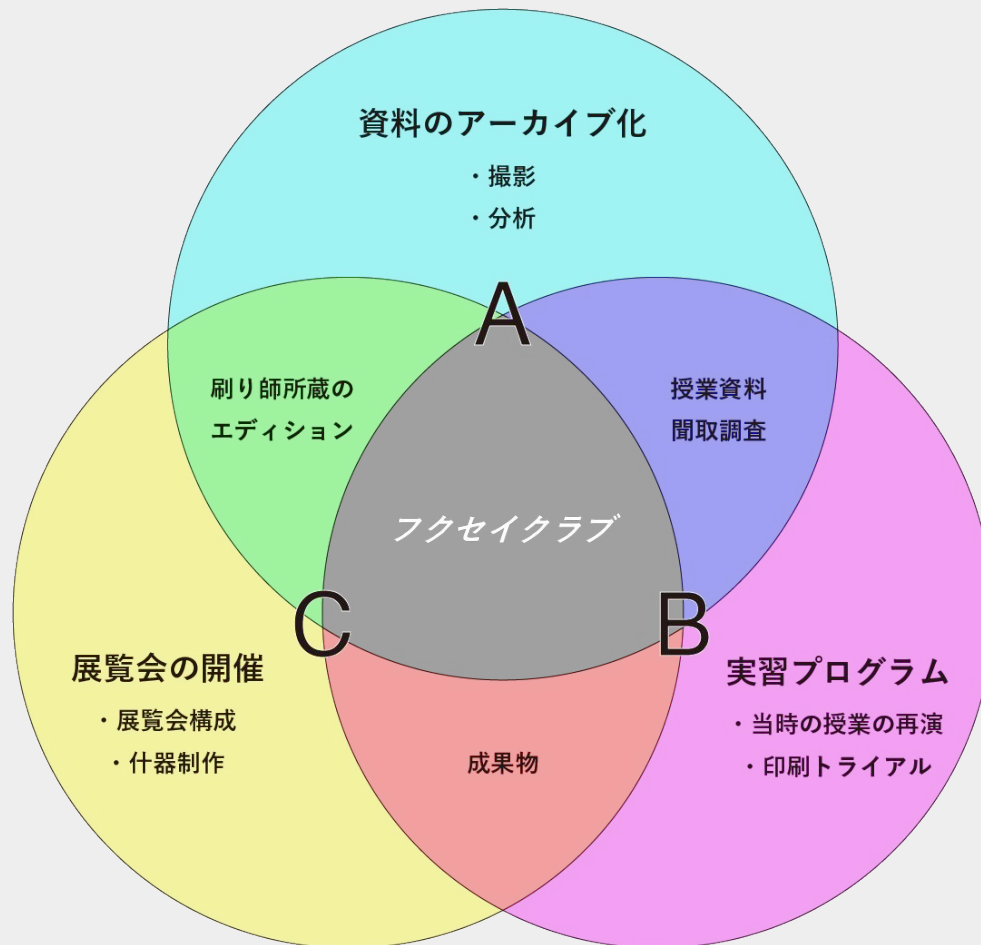 資料のアーカイブ化
・撮影
・分析
A
刷り師所蔵の
エディション
授業資料
聞取調査
フクセイクラブ
C
B
展覧会の開催
・展覧会構成
・什器制作
実習プログラム
・当時の授業の再演
・印刷トライアル
成果物